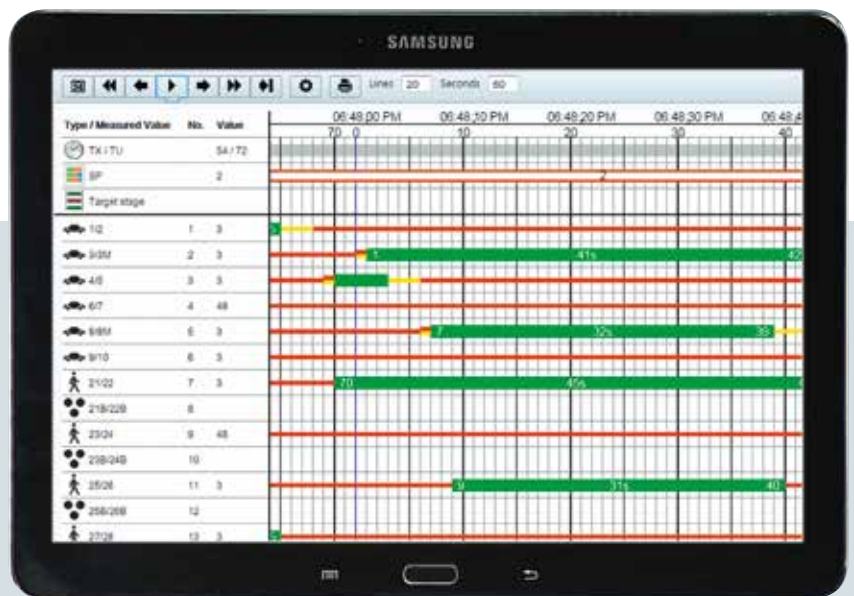 SAMSUNG
Lines 20 Seconds 60
06:48:00 PM 06:48:10 PM 06:48:20 PM 06:48:30 PM 06:48:4
Type / Measured Value No. Value 70 0 10 20 30 40
TX / TU 54 / 72
SP 2 2
Target stage
1/2 1 3
3/3M 2 3 1 41s 42
4/5 3 3
6/7 4 48
8/8M 5 3 7 32s 39
9/10 6 3
21/22 7 3 70 45s
21B/22B 8
23/24 9 48
23B/24B 10
25/26 11 3 9 31s 40
12
27/28 13 3